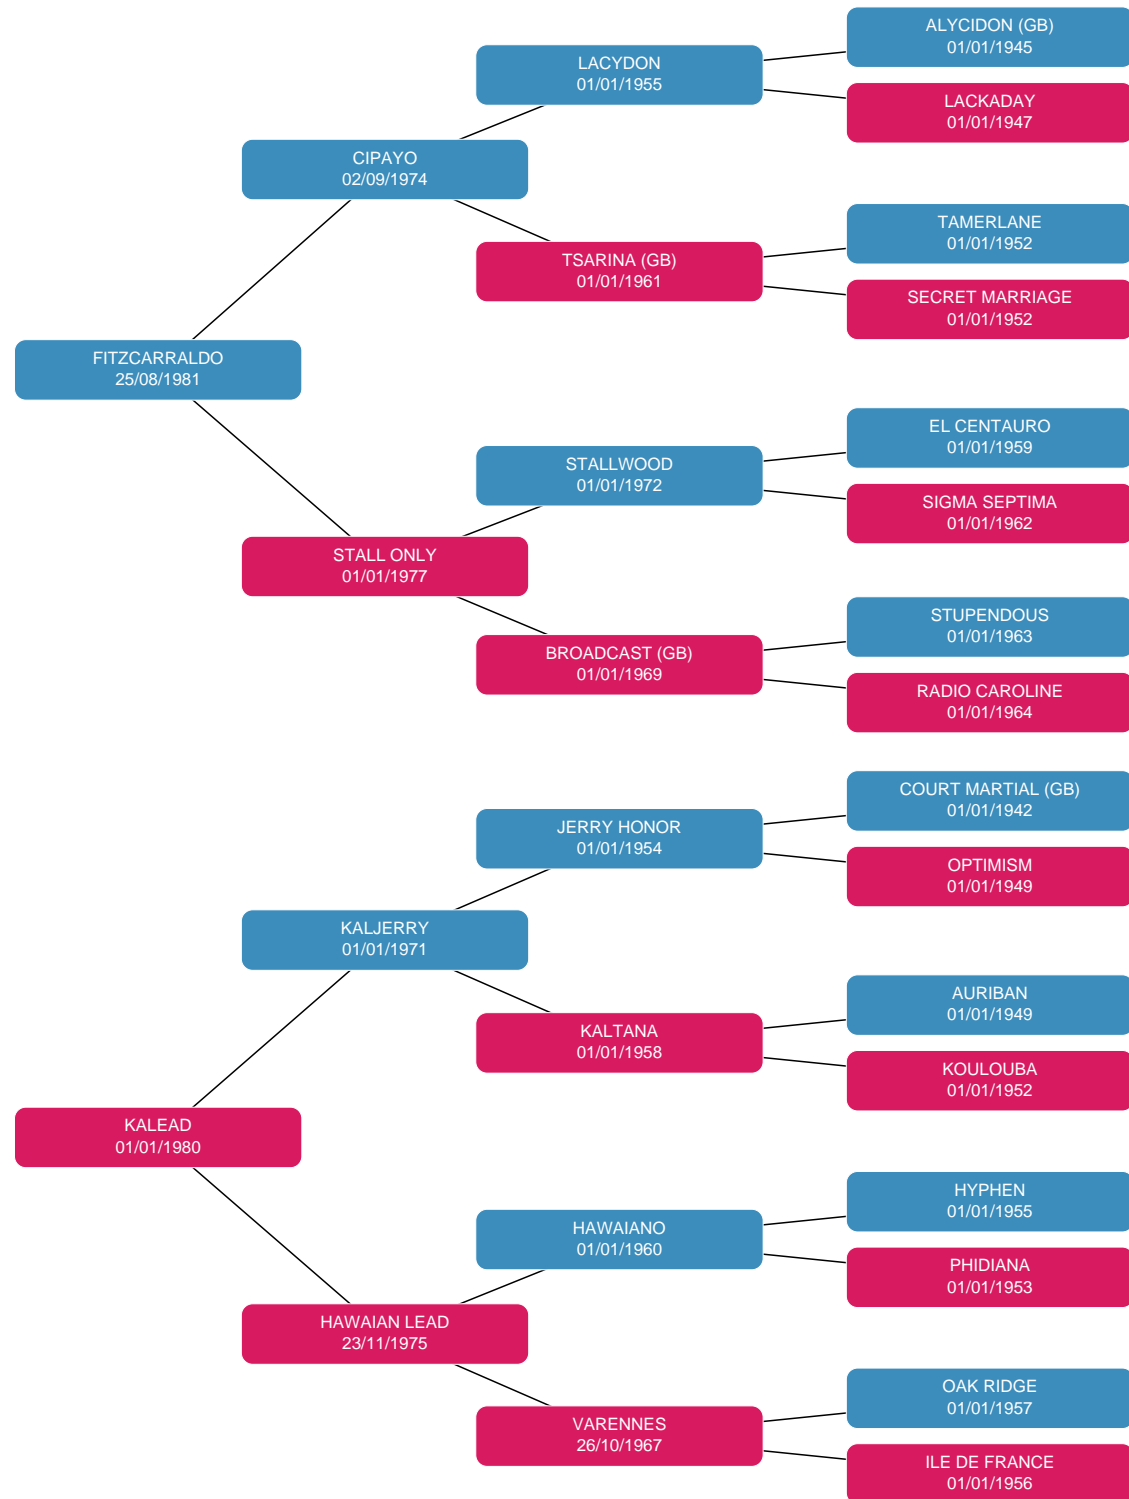 ALYCIDON (GB)
01/01/1945
LACYDON
01/01/1955
LACKADAY
01/01/1947
CIPAYO
02/09/1974
TAMERLANE
01/01/1952
TSARINA (GB)
01/01/1961
SECRET MARRIAGE
01/01/1952
FITZCARRALDO
25/08/1981
EL CENTAURO
01/01/1959
STALLWOOD
01/01/1972
SIGMA SEPTIMA
01/01/1962
STALL ONLY
01/01/1977
STUPENDOUS
01/01/1963
BROADCAST (GB)
01/01/1969
RADIO CAROLINE
01/01/1964
COURT MARTIAL (GB)
01/01/1942
JERRY HONOR
01/01/1954
OPTIMISM
01/01/1949
KALJERRY
01/01/1971
AURIBAN
01/01/1949
KALTANA
01/01/1958
KOULOUBA
01/01/1952
KALEAD
01/01/1980
HYPHEN
01/01/1955
HAWAIANO
01/01/1960
PHIDIANA
01/01/1953
HAWAIAN LEAD
23/11/1975
OAK RIDGE
01/01/1957
VARENNES
26/10/1967
ILE DE FRANCE
01/01/1956